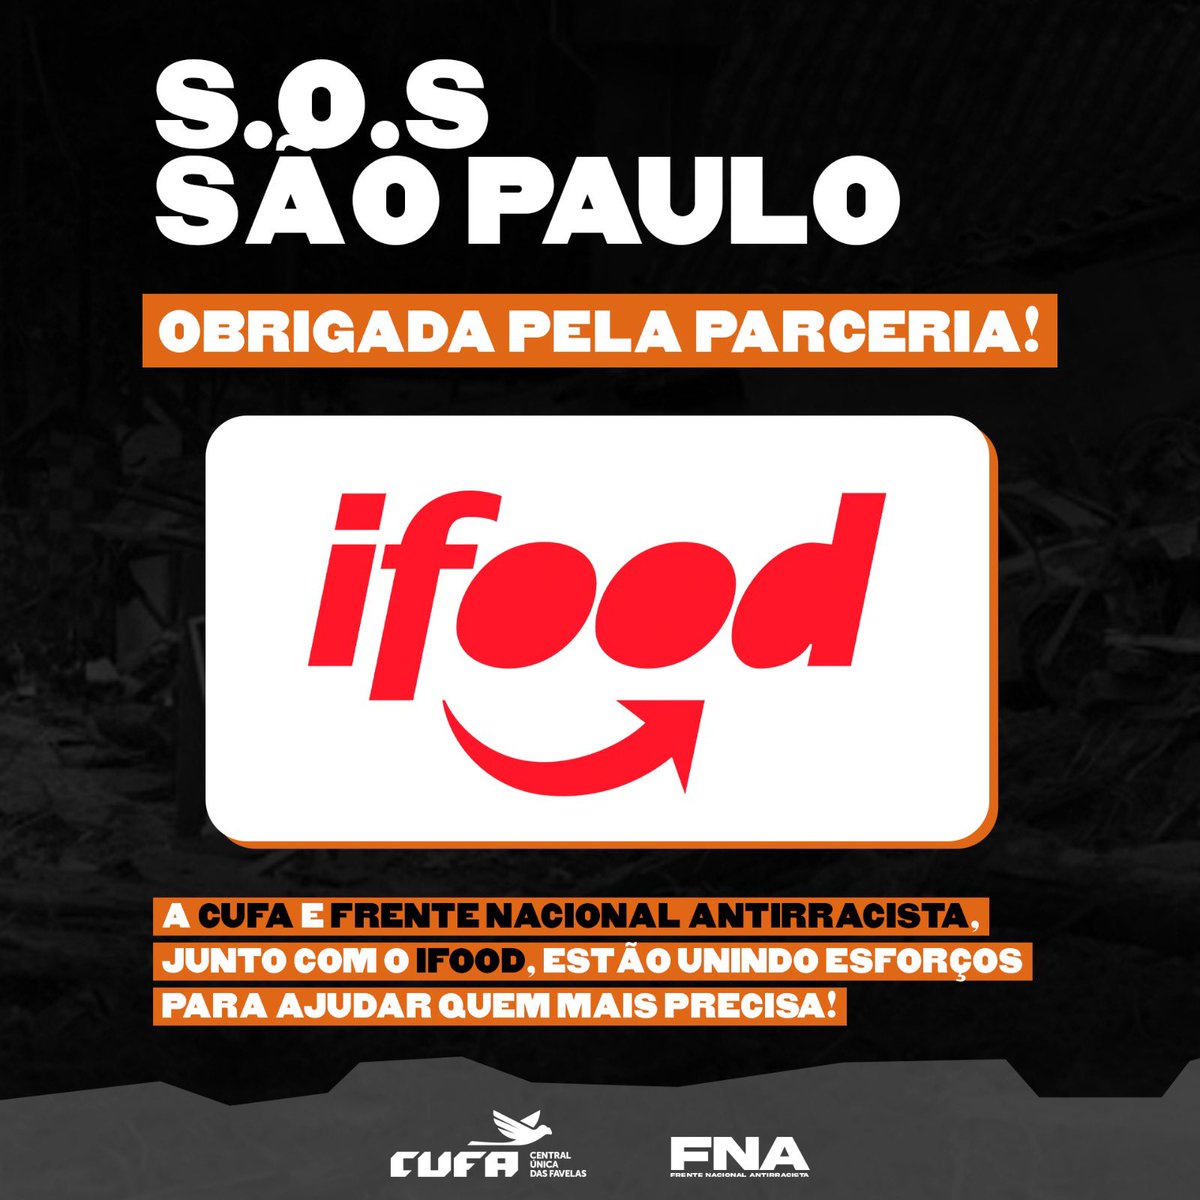 S.O.S
SÃO PAULO
OBRIGADA PELA PARCERIA!
ifood
A CUFA E FRENTE NACIONAL ANTIRRACISTA,
JUNTO COM O IFOOD, ESTÃO UNINDO ESFORÇOS
PARA AJUDAR QUEM MAIS PRECISA!
CUFA
CENTRAL
ÚNICA
DAS FAVELAS
FNA
FRENTE NACIONAL ANTIRRACISTA